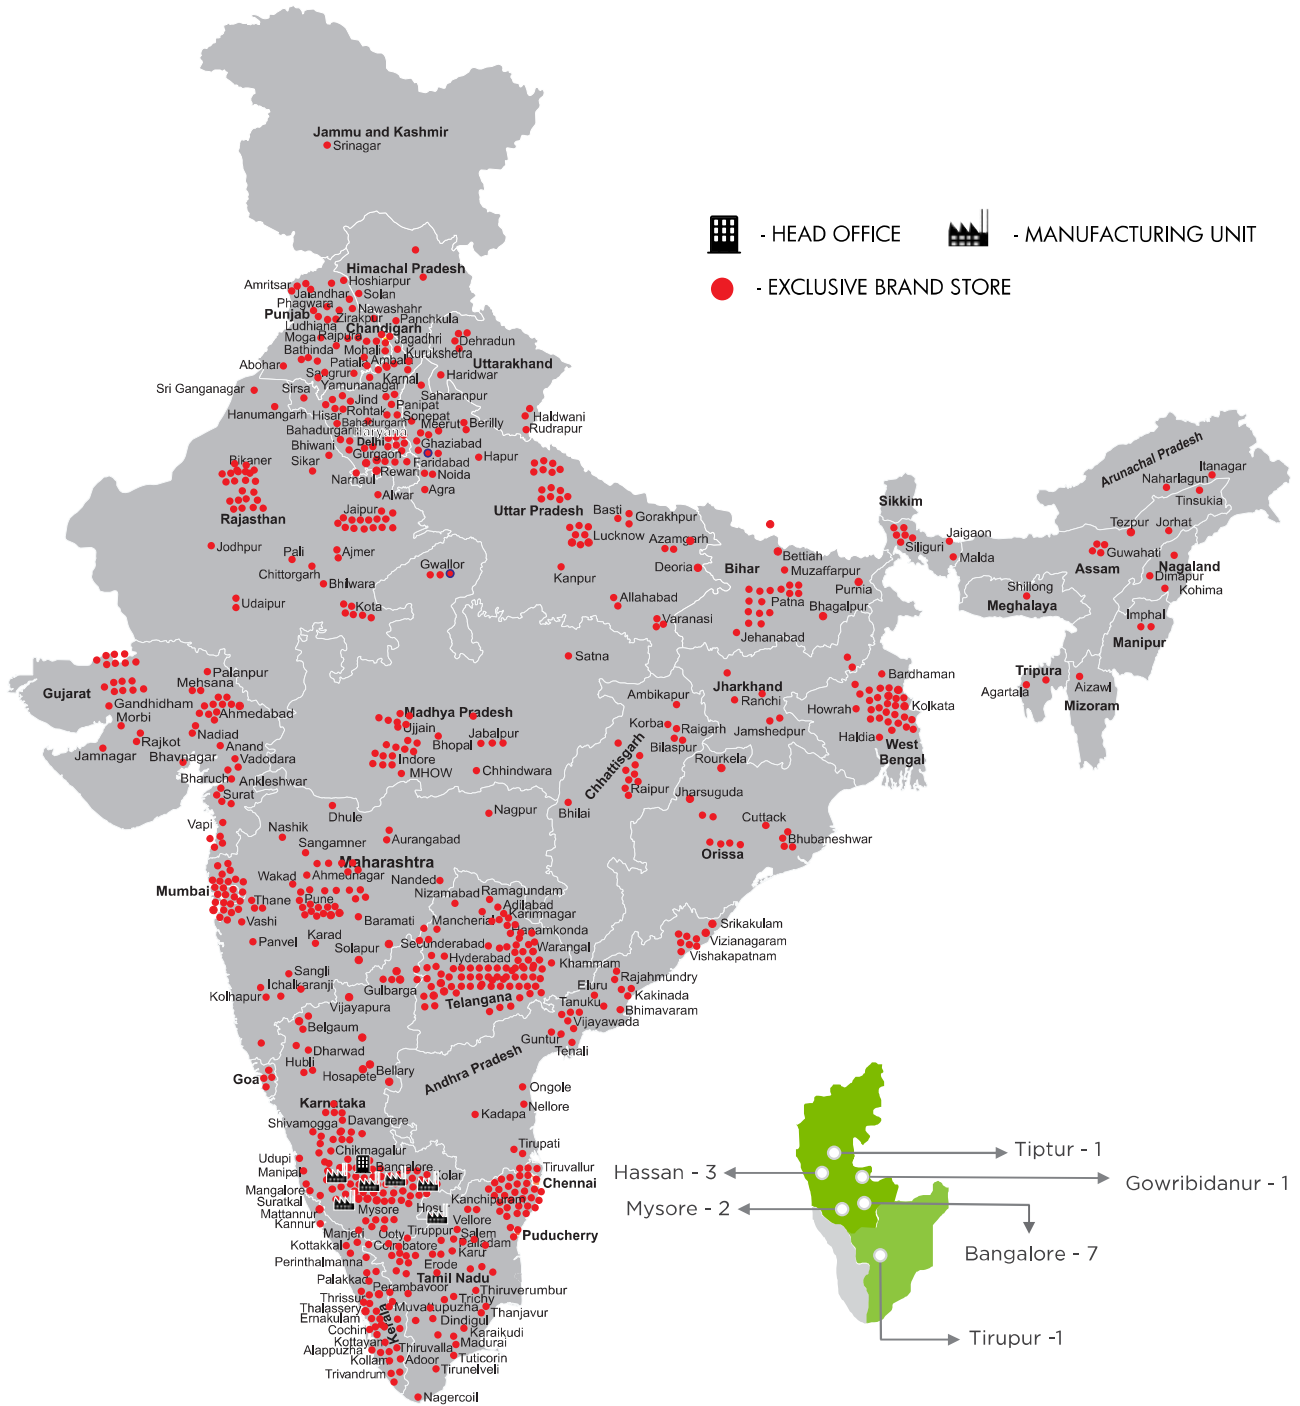 Jammu and Kashmir
Srinagar
- HEAD OFFICE
- MANUFACTURING UNIT
- EXCLUSIVE BRAND STORE
Himachal Pradesh
Amritsar
Hoshiarpur
Jalandhar
Solan
Phagwara
Nawashahr
Punjab
Zirakpur
Panchkula
Ludhiana
Chandigarh
Moga
Rajpura
Jagadhri
Dehradun
Bathinda
Mohali
Kurukshetra
Abohar
Patiala
Ambala
Uttarakhand
Sangrur
Karnal
Haridwar
Sri Ganganagar
Sirsa
Yamunanagar
Saharanpur
Jind
Panipat
Hanumangarh
Hisar
Rohtak
Sonepat
Haldwani
Bahadurgarh
Meerut
Berilly
Rudrapur
Bahadurgarh
Haryana
Bhiwani
Delhi
Ghaziabad
Gurgaon
Hapur
Bikaner
Sikar
Faridabad
Narnaul
Rewari
Noida
Alwar
Agra
Rajasthan
Jaipur
Uttar Pradesh
Basti
Gorakhpur
Lucknow
Azamgarh
Jodhpur
Pali
Ajmer
Chittorgarh
Gwallor
Kanpur
Deoria
Bhilwara
Udaipur
Kota
Allahabad
Varanasi
Bettiah
Bihar
Muzaffarpur
Patna
Purnia
Bhagalpur
Jehanabad
Sikkim
Siliguri
Jaigaon
Malda
Arunachal Pradesh
Itanagar
Naharlagun
Tinsukia
Tezpur
Jorhat
Guwahati
Assam
Nagaland
Dimapur
Kohima
Shillong
Meghalaya
Imphal
Manipur
Tripura
Agartala
Aizawl
Mizoram
Satna
Palanpur
Mehsana
Gujarat
Gandhidham
Ahmedabad
Morbi
Nadiad
Rajkot
Anand
Jamnagar
Bhavnagar
Vadodara
Bharuch
Ankleshwar
Surat
Vapi
Madhya Pradesh
Ujjain
Bhopal
Jabalpur
Indore
MHOW
Chhindwara
Ambikapur
Korba
Raigarh
Bilaspur
Chhattisgarh
Raipur
Bhilai
Jharkhand
Ranchi
Jamshedpur
Rourkela
Jharsuguda
Cuttack
Bhubaneshwar
Orissa
Bardhaman
Howrah
Kolkata
Haldia
West
Bengal
Dhule
Nagpur
Nashik
Aurangabad
Sangamner
Maharashtra
Mumbai
Wakad
Ahmednagar
Nanded
Thane
Pune
Vashi
Baramati
Panvel
Karad
Solapur
Sangli
Ichalkaranji
Kolhapur
Nizamabad
Ramagundam
Adilabad
Mancherial
Karimnagar
Hanamkonda
Secunderabad
Warangal
Hyderabad
Khammam
Gulbarga
Telangana
Vijayapura
Srikakulam
Vizianagaram
Vishakapatnam
Rajahmundry
Eluru
Kakinada
Tanuku
Bhimavaram
Vijayawada
Guntur
Tenali
Andhra Pradesh
Ongole
Nellore
Kadapa
Tirupati
Belgaum
Dharwad
Hubli
Hosapete
Bellary
Goa
Karnataka
Shivamogga
Davangere
Chikmagalur
Udupi
Manipal
Bangalore
Kolar
Tiruvallur
Chennai
Mangalore
Suratkal
Kanchipuram
Mattannur
Mysore
Hosur
Kannur
Vellore
Puducherry
Manjeri
Ooty
Tiruppur
Salem
Kottakkal
Coimbatore
Palladam
Karu
Perinthalmanna
Erode
Palakkad
Tamil Nadu
Thrissur
Perambavoor
Thiruverumbur
Trichy
Thalassery
Muvattupuzha
Thanjavur
Ernakulam
Kerala
Dindigul
Cochin
Karaikudi
Kottayam
Madurai
Alappuzha
Thiruvalla
Kollam
Adoor
Tuticorin
Trivandrum
Tirunelveli
Nagercoil
Tiptur - 1
Hassan - 3
Gowribidanur - 1
Mysore - 2
Bangalore - 7
Tirupur -1